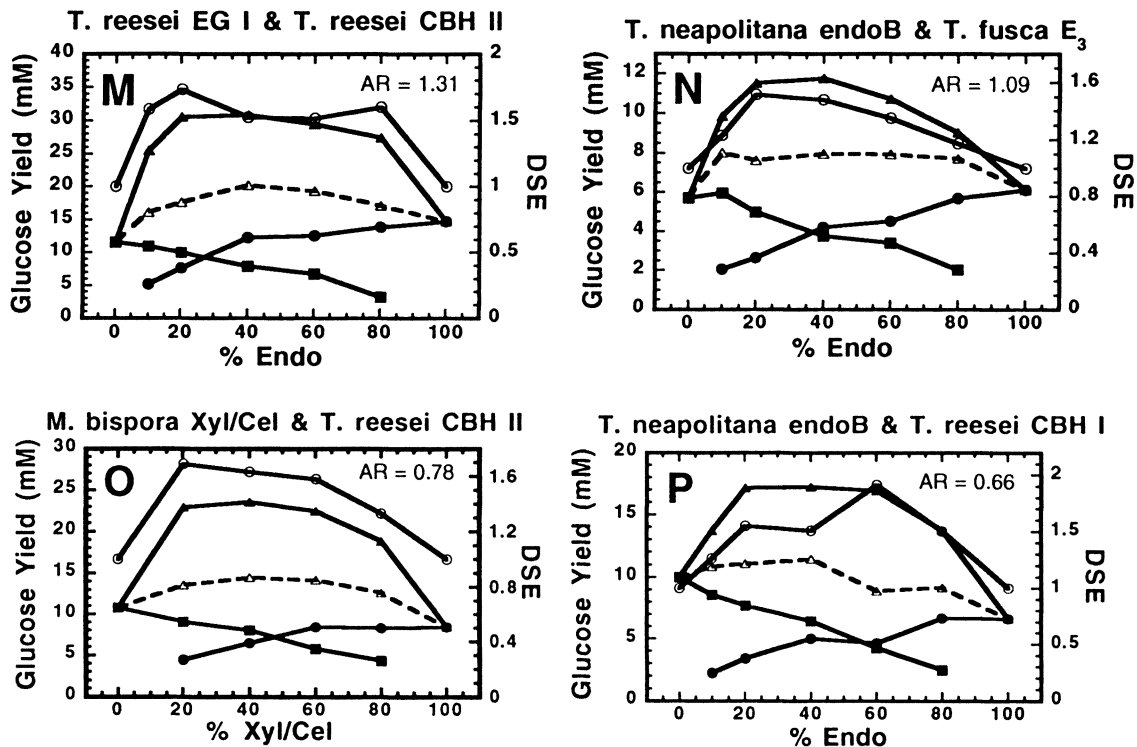 T. reesei EG I & T. reesei CBH II
M
AR = 1.31
Glucose Yield (mM)
40
35
30
25
20
15
10
5
0
2
1.5
1
0.5
0
DSE
0 20 40 60 80 100
% Endo
T. neapolitana endoB & T. fusca E3
N
AR = 1.09
Glucose Yield (mM)
12
10
8
6
4
2
0
3
1.6
1.2
0.8
0.4
0
DSE
0 20 40 60 80 100
% Endo
M. bispora Xyl/Cel & T. reesei CBH II
O
AR = 0.78
Glucose Yield (mM)
30
25
20
15
10
5
0
1.6
1.2
0.8
0.4
0
DSE
0 20 40 60 80 100
% Xyl/Cel
T. neapolitana endoB & T. reesei CBH I
P
AR = 0.66
Glucose Yield (mM)
20
15
10
5
0
2
1.5
1
0.5
0
DSE
0 20 40 60 80 100
% Endo